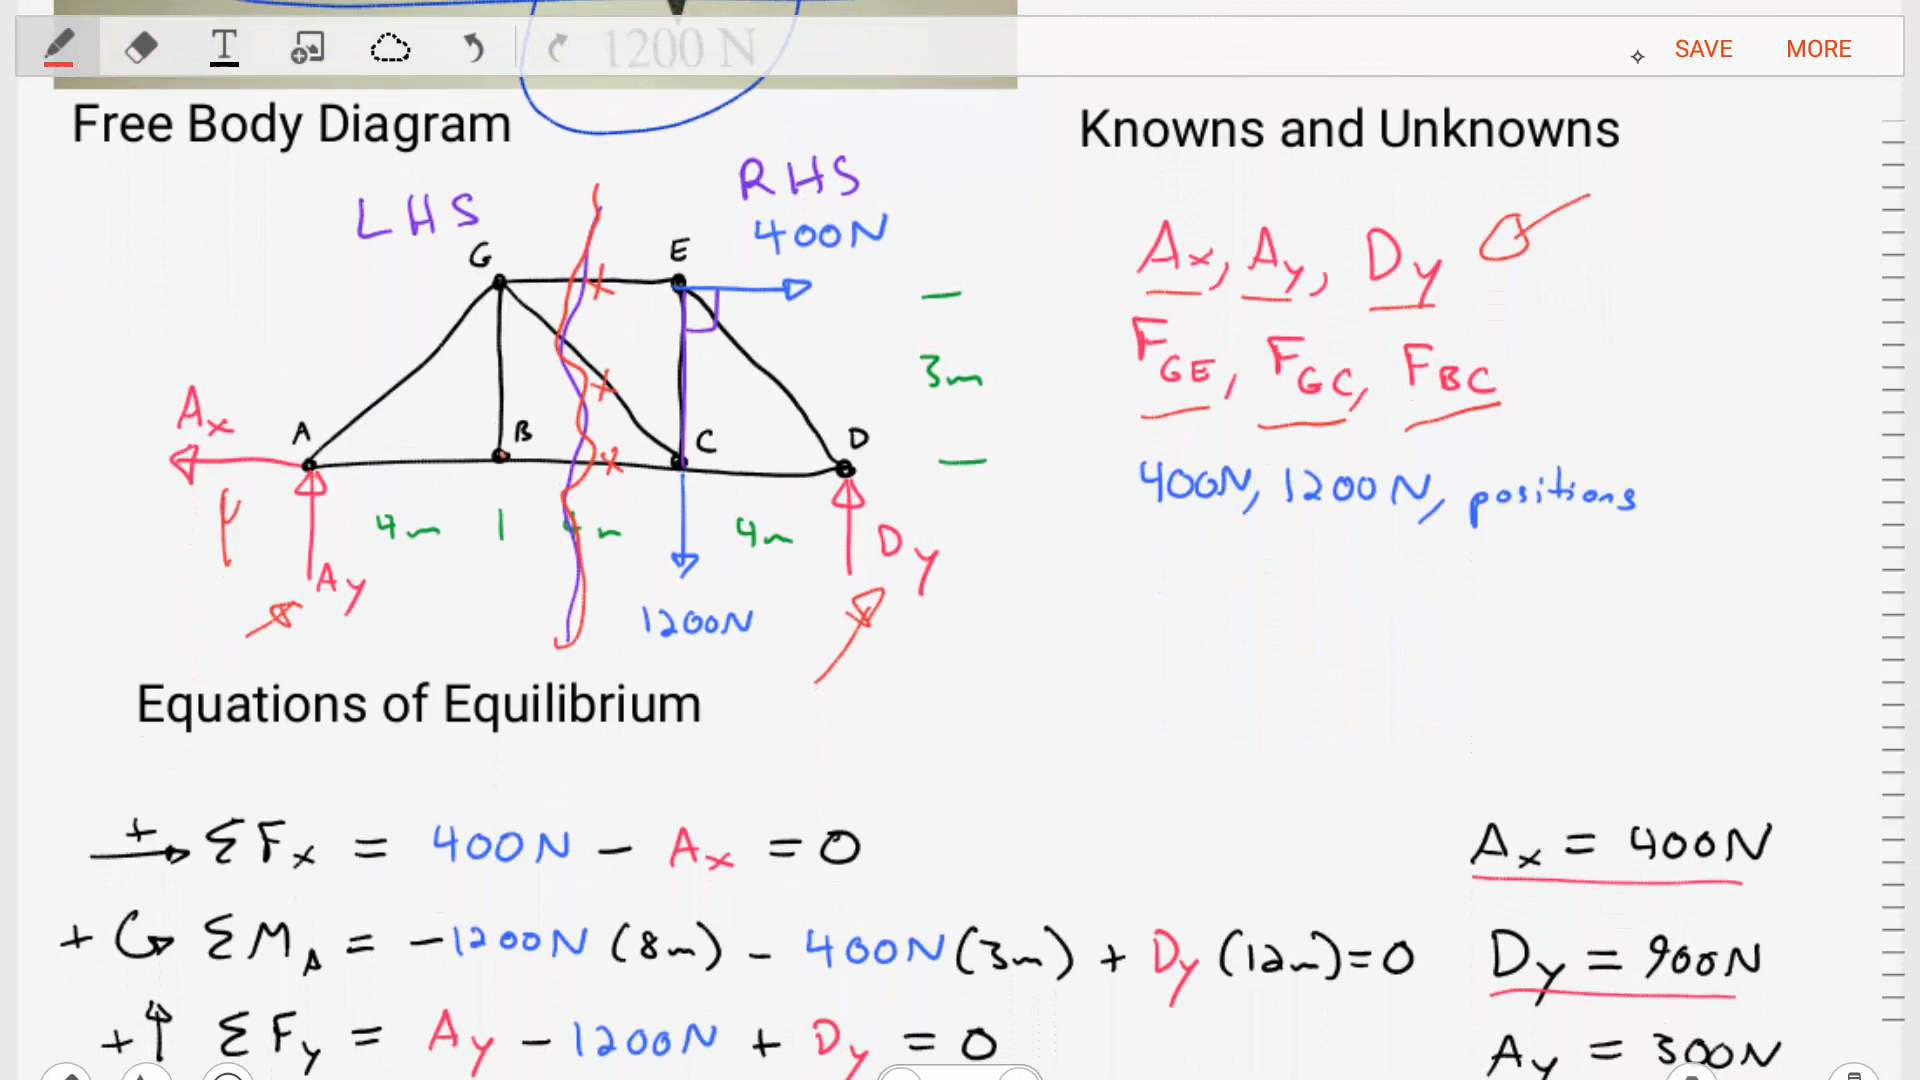 1200 N
SAVE MORE
Free Body Diagram
Knowns and Unknowns
LHS
RHS
400N
G
E
Ax, Ay, Dy
FGE, FGC, FBC
3m
Ax
A
B
C
D
400N, 1200N, positions
4m
4m
Dy
Ay
1200N
Equations of Equilibrium
+ ΣFx = 400N - Ax = 0
Ax = 400N
+ ΣMA = -1200N (8m) - 400N (3m) + Dy (12m) = 0
Dy = 900N
+↑ ΣFy = Ay - 1200N + Dy = 0
Ay = 300N